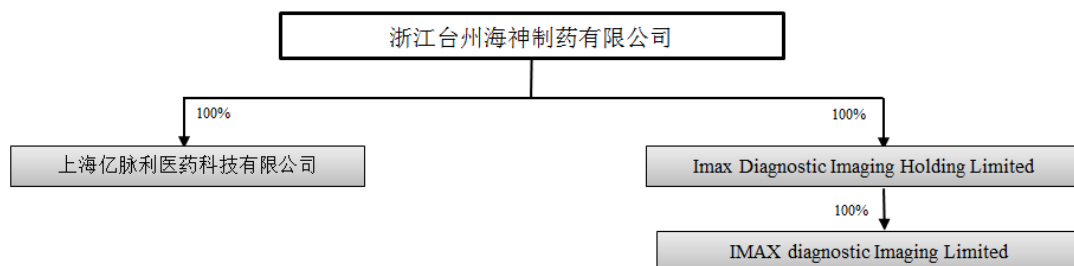 浙江台州海神制药有限公司
100%
100%
上海亿脉利医药科技有限公司
Imax Diagnostic Imaging Holding Limited
100%
IMAX diagnostic Imaging Limited